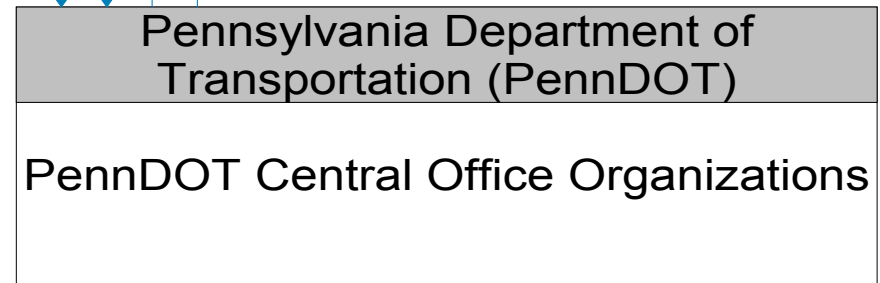 Pennsylvania Department of
Transportation (PennDOT)
PennDOT Central Office Organizations